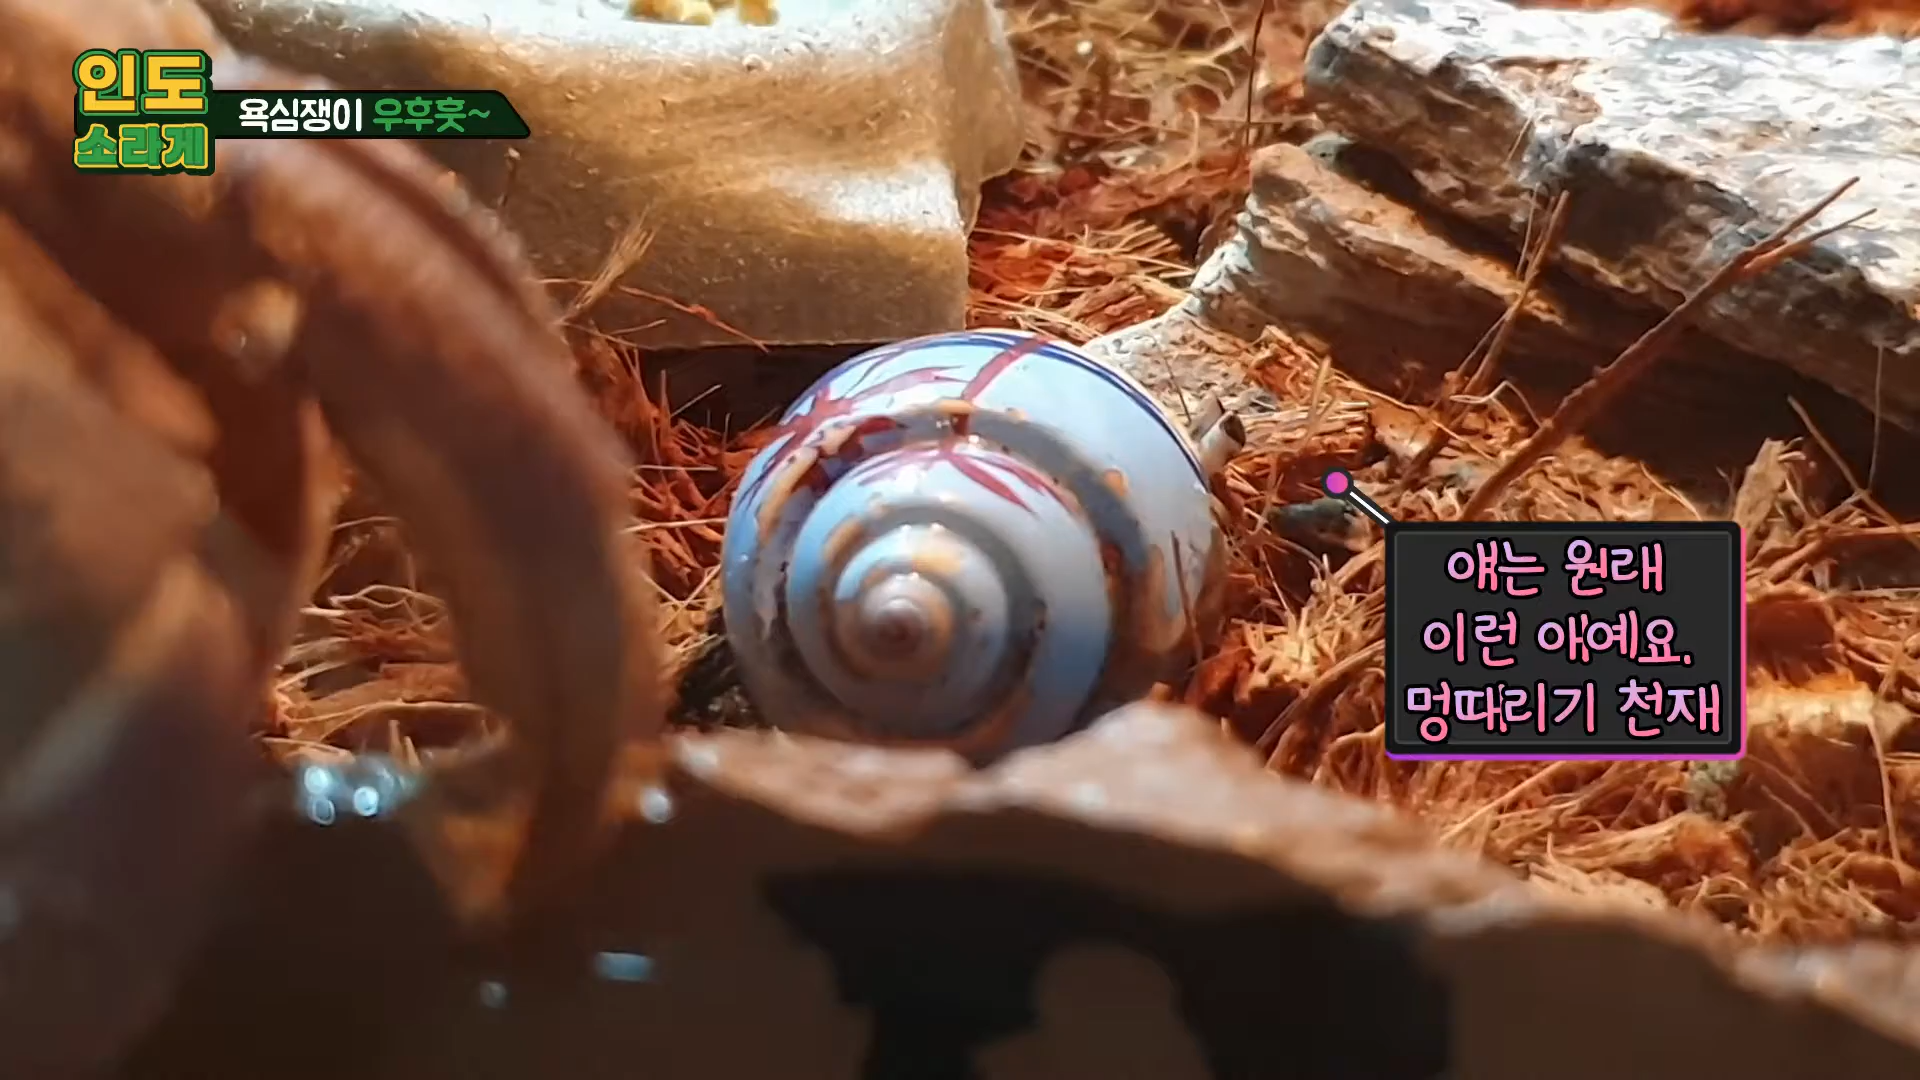 인도
소라게
욕심쟁이 우후훗~
얘는 원래
이런 애예요.
멍때리기 천재